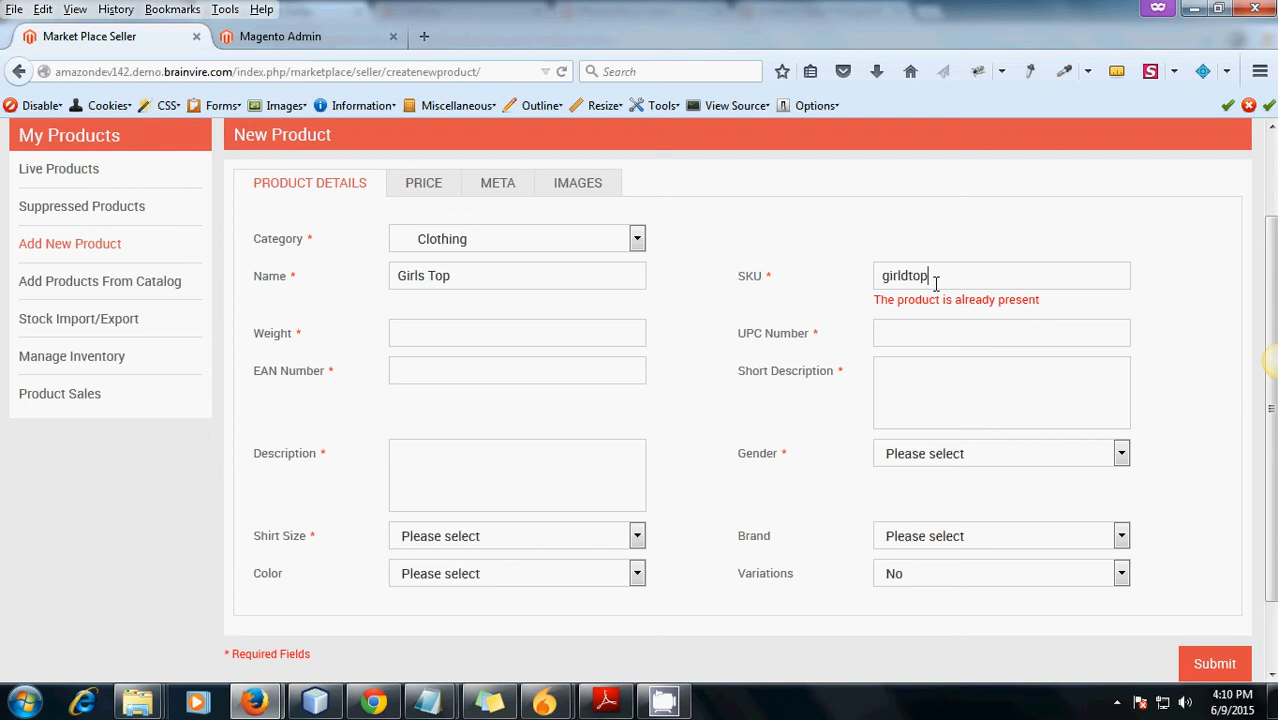 File Edit View History Bookmarks Tools Help
Market Place Seller × Magento Admin × +
amazondev142.demo.brainvire.com/index.php/marketplace/seller/createnewproduct/ Search
Disable Cookies CSS Forms Images Information Miscellaneous Outline Resize Tools View Source Options
My Products
Live Products
Suppressed Products
Add New Product
Add Products From Catalog
Stock Import/Export
Manage Inventory
Product Sales
New Product
PRODUCT DETAILS PRICE META IMAGES
Category * Clothing
Name * Girls Top SKU * girldtop
The product is already present
Weight * UPC Number *
EAN Number * Short Description *
Description * Gender * Please select
Shirt Size * Please select Brand Please select
Color Please select Variations No
* Required Fields
Submit
4:10 PM
6/9/2015